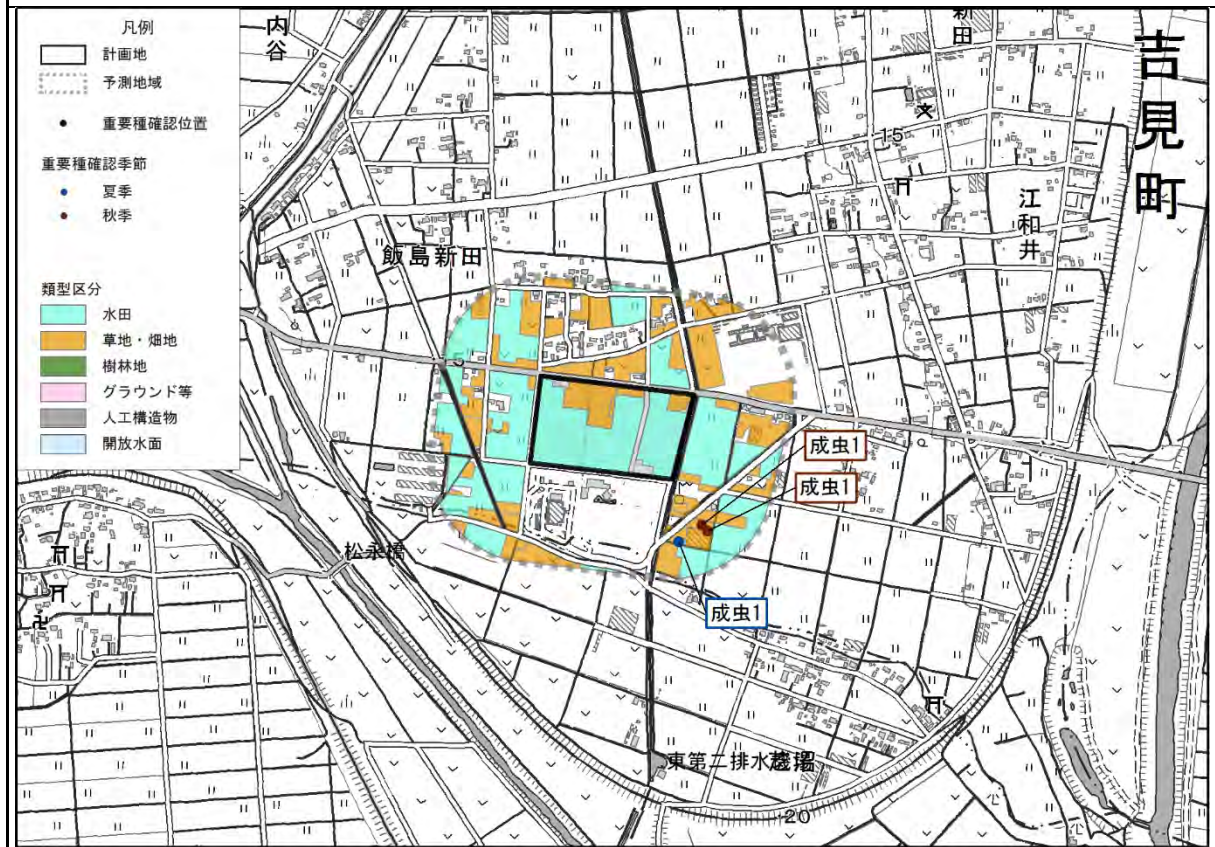 凡例
計画地
予測地域
重要種確認位置
重要種確認季節
夏季
秋季
類型区分
水田
草地・畑地
樹林地
グラウンド等
人工構造物
開放水面
内谷
新田
吉見町
15
江和井
飯島新田
成虫1
成虫1
松永橋
成虫1
東第二排水機場
20